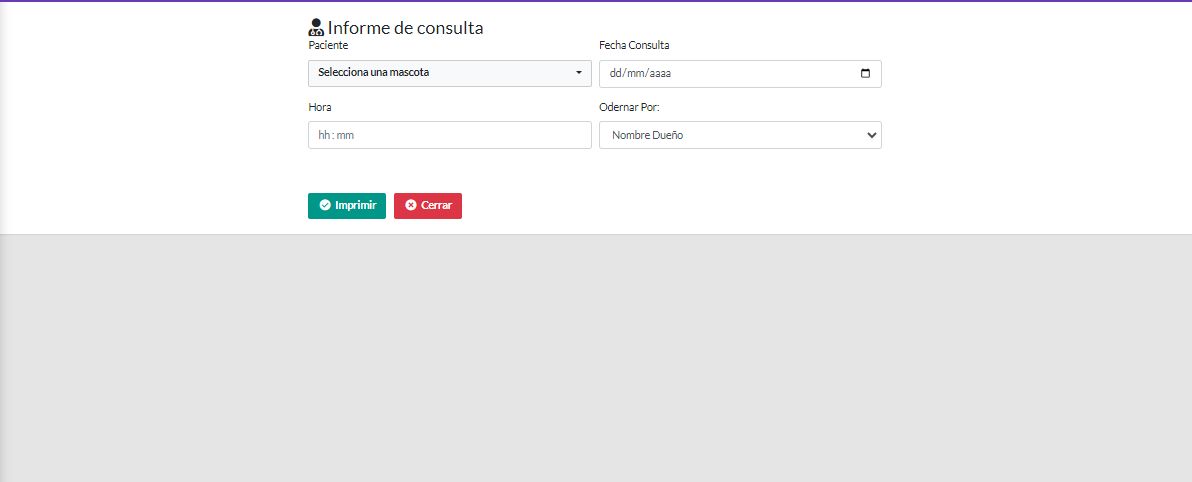 Informe de consulta
Paciente
Fecha Consulta
Selecciona una mascota
dd/mm/aaaa
Hora
Odernar Por:
hh : mm
Nombre Dueño
Imprimir
Cerrar